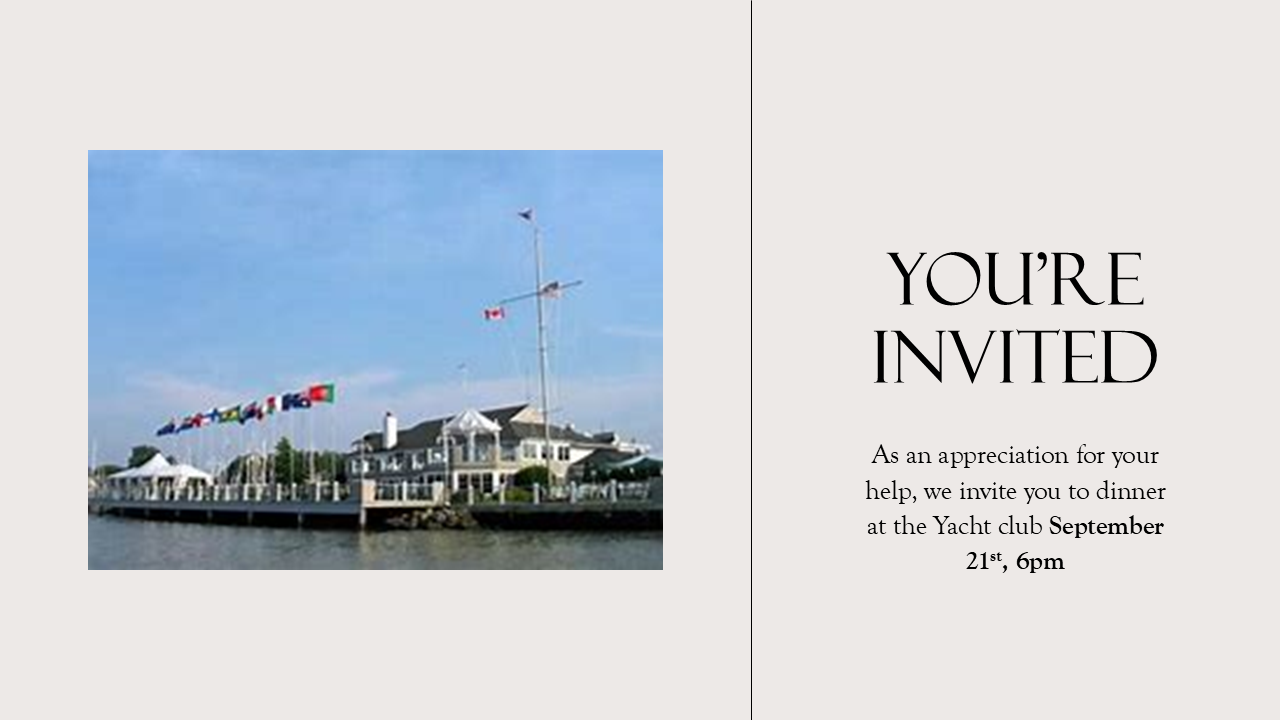 YOU’RE
INVITED
As an appreciation for your
help, we invite you to dinner
at the Yacht club September
21st, 6pm